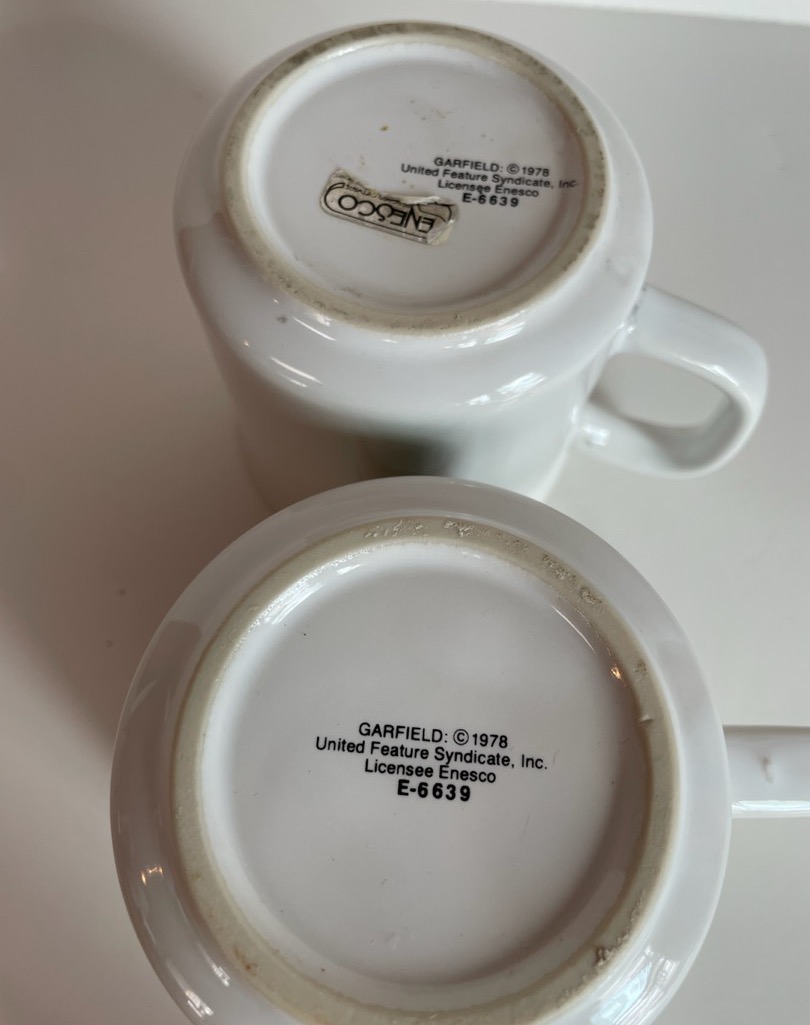 GARFIELD: ©1978
United Feature Syndicate, Inc.
Licensee Enesco
E-6639
ENESCO
GARFIELD: ©1978
United Feature Syndicate, Inc.
Licensee Enesco
E-6639